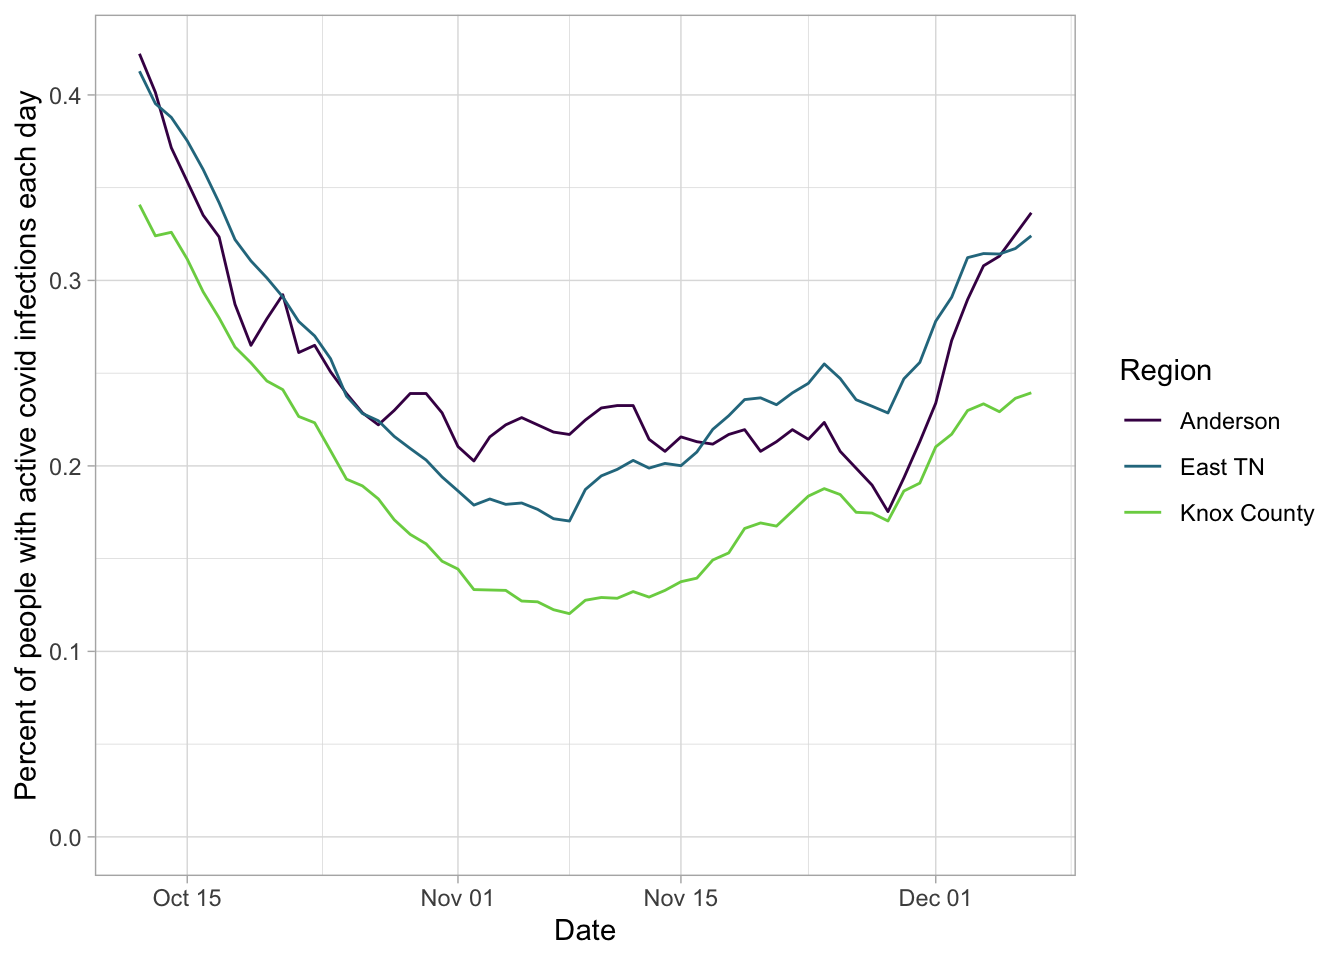 Percent of people with active covid infections each day
0.4
0.3
0.2
0.1
0.0
Oct 15
Nov 01
Nov 15
Dec 01
Date
Region
Anderson
East TN
Knox County